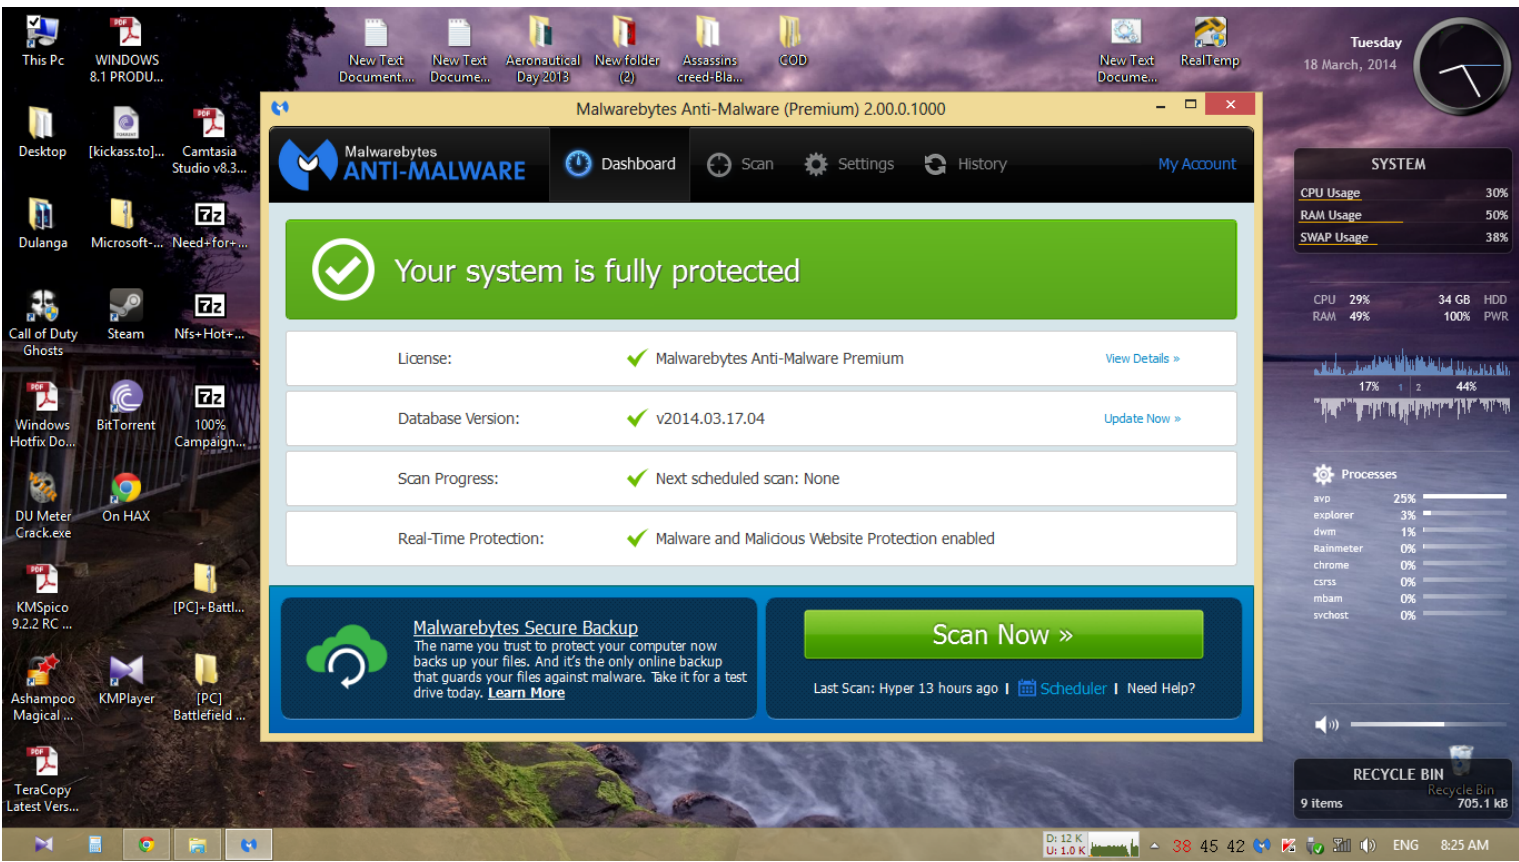 This Pc
WINDOWS
8.1 PRODU...
New Text
Document....
New Text
Docume...
Aeronautical
Day 2013
New folder
(2)
Assassins
creed-Bla...
COD
New Text
Docume...
RealTemp
Tuesday
18 March, 2014
Desktop
[kickass.to]...
Camtasia
Studio v8.3...
Dulanga
Microsoft-...
Need+for+...
Call of Duty
Ghosts
Steam
Nfs+Hot+...
Windows
Hotfix Do...
BitTorrent
100%
Campaign...
DU Meter
Crack.exe
On HAX
KMSpico
9.2.2 RC ...
[PC]+Battl...
Ashampoo
Magical ...
KMPlayer
[PC]
Battlefield ...
TeraCopy
Latest Vers...
Malwarebytes Anti-Malware (Premium) 2.00.0.1000
Malwarebytes
ANTI-MALWARE
Dashboard
Scan
Settings
History
My Account
Your system is fully protected
License:
Malwarebytes Anti-Malware Premium
View Details »
Database Version:
v2014.03.17.04
Update Now »
Scan Progress:
Next scheduled scan: None
Real-Time Protection:
Malware and Malicious Website Protection enabled
Malwarebytes Secure Backup
The name you trust to protect your computer now
backs up your files. And it's the only online backup
that guards your files against malware. Take it for a test
drive today. Learn More
Scan Now »
Last Scan: Hyper 13 hours ago | Scheduler | Need Help?
SYSTEM
CPU Usage 30%
RAM Usage 50%
SWAP Usage 38%
CPU 29% 34 GB HDD
RAM 49% 100% PWR
17% 1 2 44%
Processes
avp 25%
explorer 3%
dwm 1%
Rainmeter 0%
chrome 0%
csrss 0%
mbam 0%
svchost 0%
RECYCLE BIN
Recycle Bin
9 items 705.1 kB
D: 12 K
U: 1.0 K
38 45 42
ENG
8:25 AM